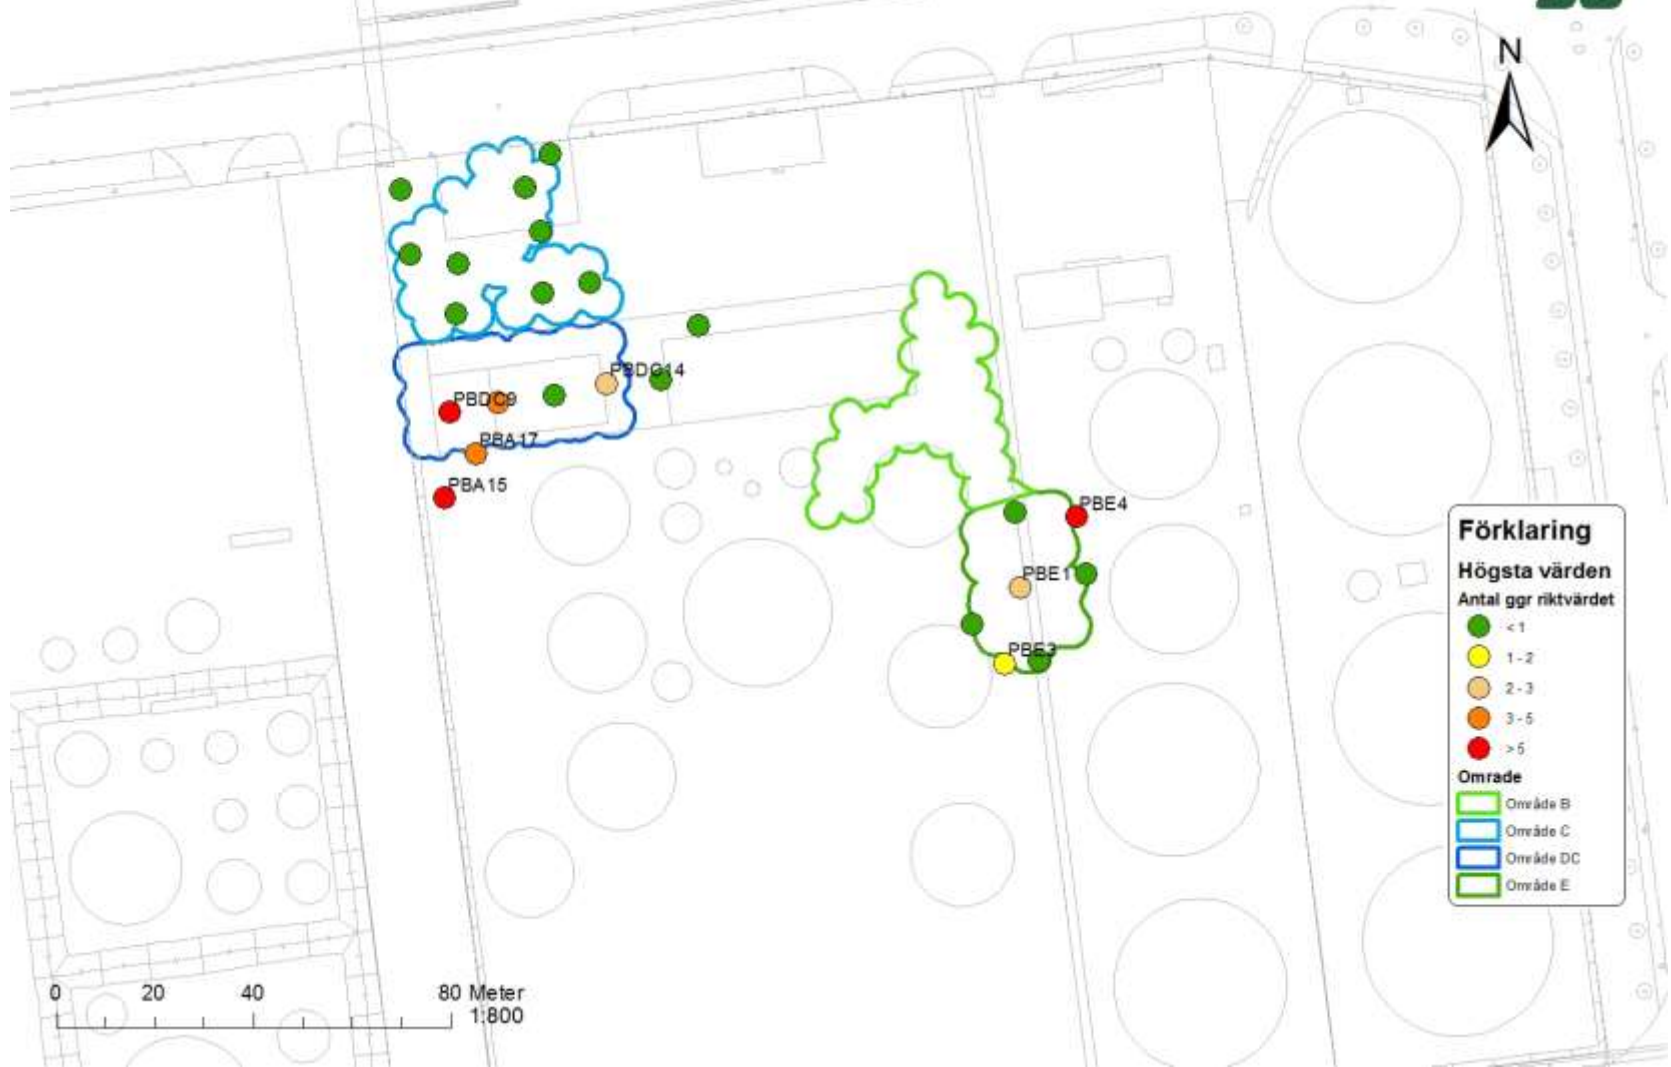 N
PBDC14
PBDC9
PBA17
PBA15
PBE4
PBE1
PBE3
Förklaring
Högsta värden
Antal ggr riktvärdet
< 1
1 - 2
2 - 3
3 - 5
> 5
Omrade
Område B
Område C
Område DC
Område E
0 20 40 80 Meter
1:800